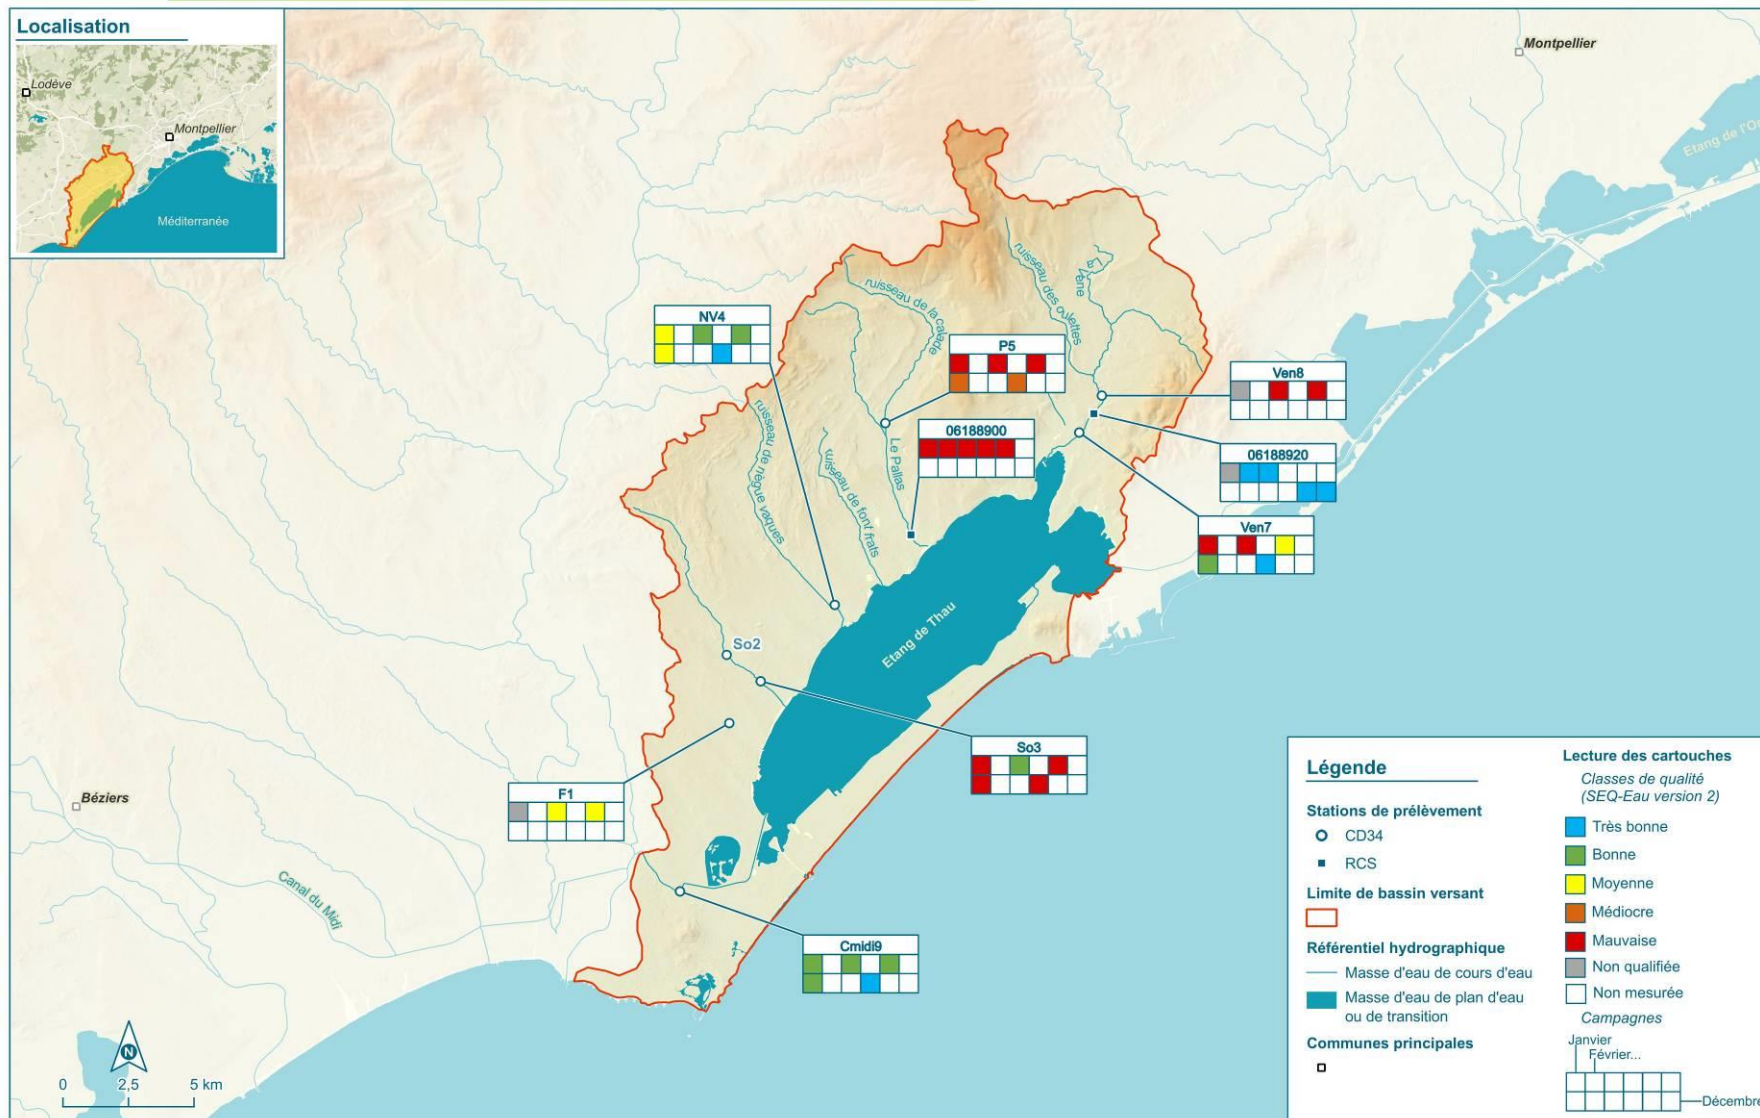 Localisation
Lodève
Montpellier
Méditerranée
Montpellier
Etang de l'Or
ruisseau de la calade
ruisseau des oulettes
La Vène
NV4
P5
Ven8
06188900
06188920
Ven7
ruisseau de nègue vaques
ruisseau de font frats
Le Pallas
Etang de Thau
So2
So3
F1
Béziers
Canal du Midi
Cmidi9
N
0 2,5 5 km
Légende
Stations de prélèvement
CD34
RCS
Limite de bassin versant
Référentiel hydrographique
Masse d'eau de cours d'eau
Masse d'eau de plan d'eau
ou de transition
Communes principales
Lecture des cartouches
Classes de qualité
(SEQ-Eau version 2)
Très bonne
Bonne
Moyenne
Médiocre
Mauvaise
Non qualifiée
Non mesurée
Campagnes
Janvier
Février...
Décembre